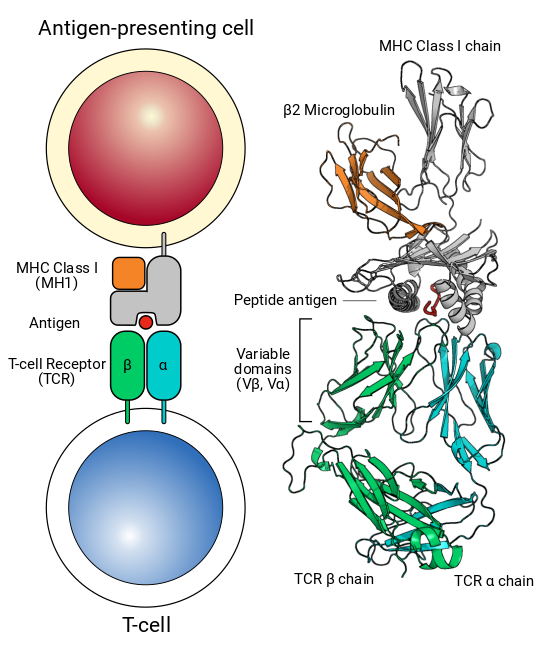 Antigen-presenting cell
MHC Class I chain
β2 Microglobulin
MHC Class I
(MH1)
Peptide antigen
Antigen
Variable
domains
(Vβ, Vα)
T-cell Receptor
(TCR)
β
α
TCR β chain
TCR α chain
T-cell